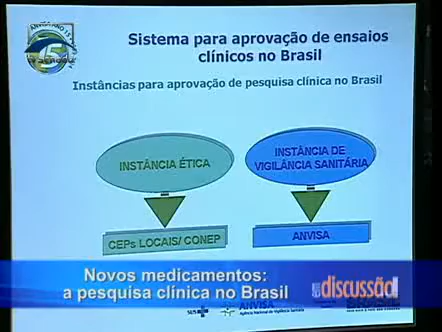 Sistema para aprovação de ensaios
clínicos no Brasil
Instâncias para aprovação de pesquisa clínica no Brasil
INSTÂNCIA ÉTICA
INSTÂNCIA DE
VIGILÂNCIA SANITÁRIA
CEPs LOCAIS/ CONEP
ANVISA
Novos medicamentos:
a pesquisa clínica no Brasil
discussão
SUS
ANVISA
Agência Nacional de Vigilância Sanitária